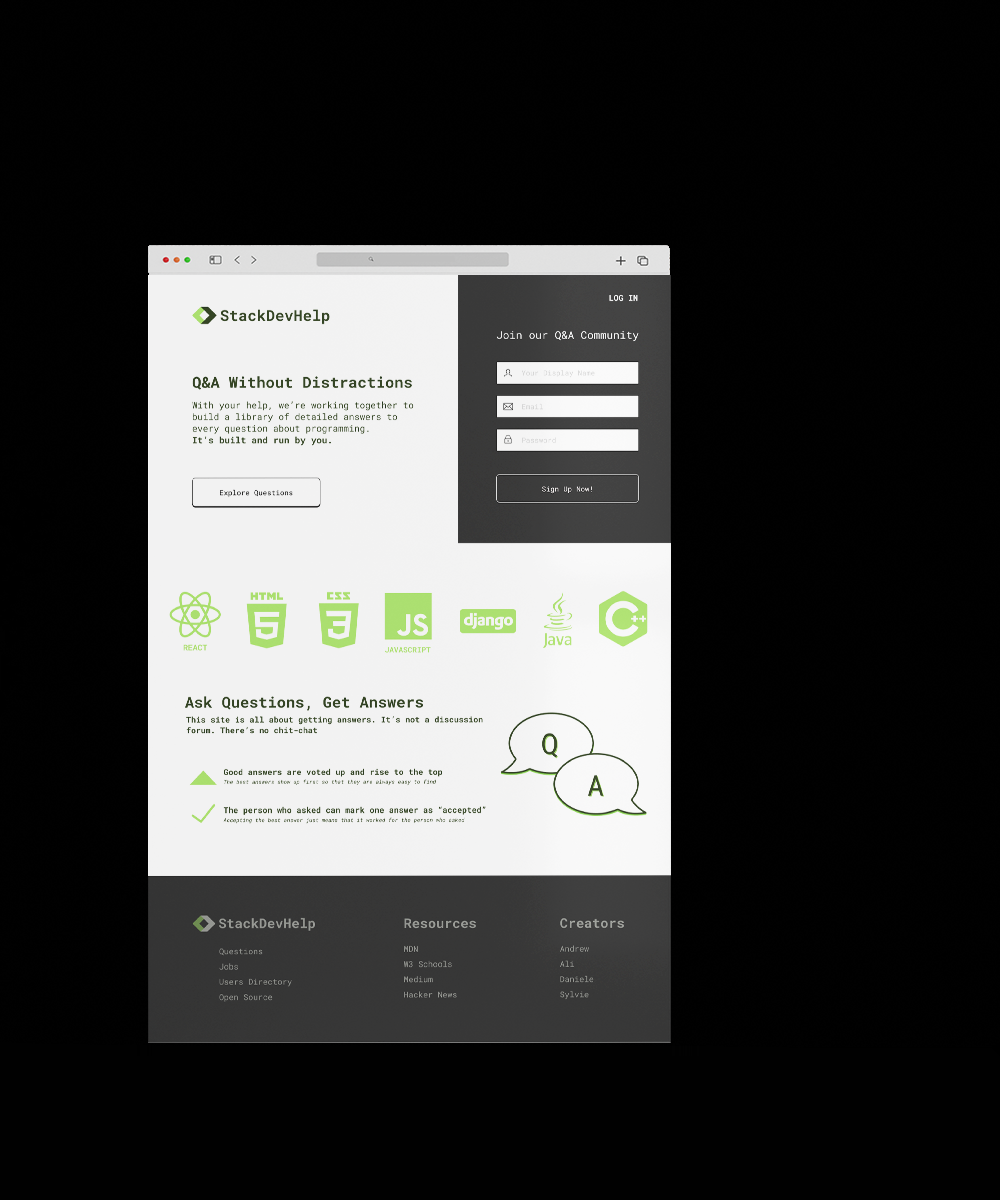 StackDevHelp
Q&A Without Distractions
With your help, we're working together to
build a library of detailed answers to
every question about programming.
It's built and run by you.
Explore Questions
LOG IN
Join our Q&A Community
Your Display Name
Email
Password
Sign Up Now!
REACT
HTML
5
CSS
3
JS
JAVASCRIPT
django
Java
C++
Ask Questions, Get Answers
This site is all about getting answers. It's not a discussion
forum. There's no chit-chat
Good answers are voted up and rise to the top
The best answers show up first so that they are always easy to find
The person who asked can mark one answer as “accepted”
Accepting the best answer just means that it worked for the person who asked
Q
A
StackDevHelp
Questions
Jobs
Users Directory
Open Source
Resources
MDN
W3 Schools
Medium
Hacker News
Creators
Andrew
Ali
Daniele
Sylvie